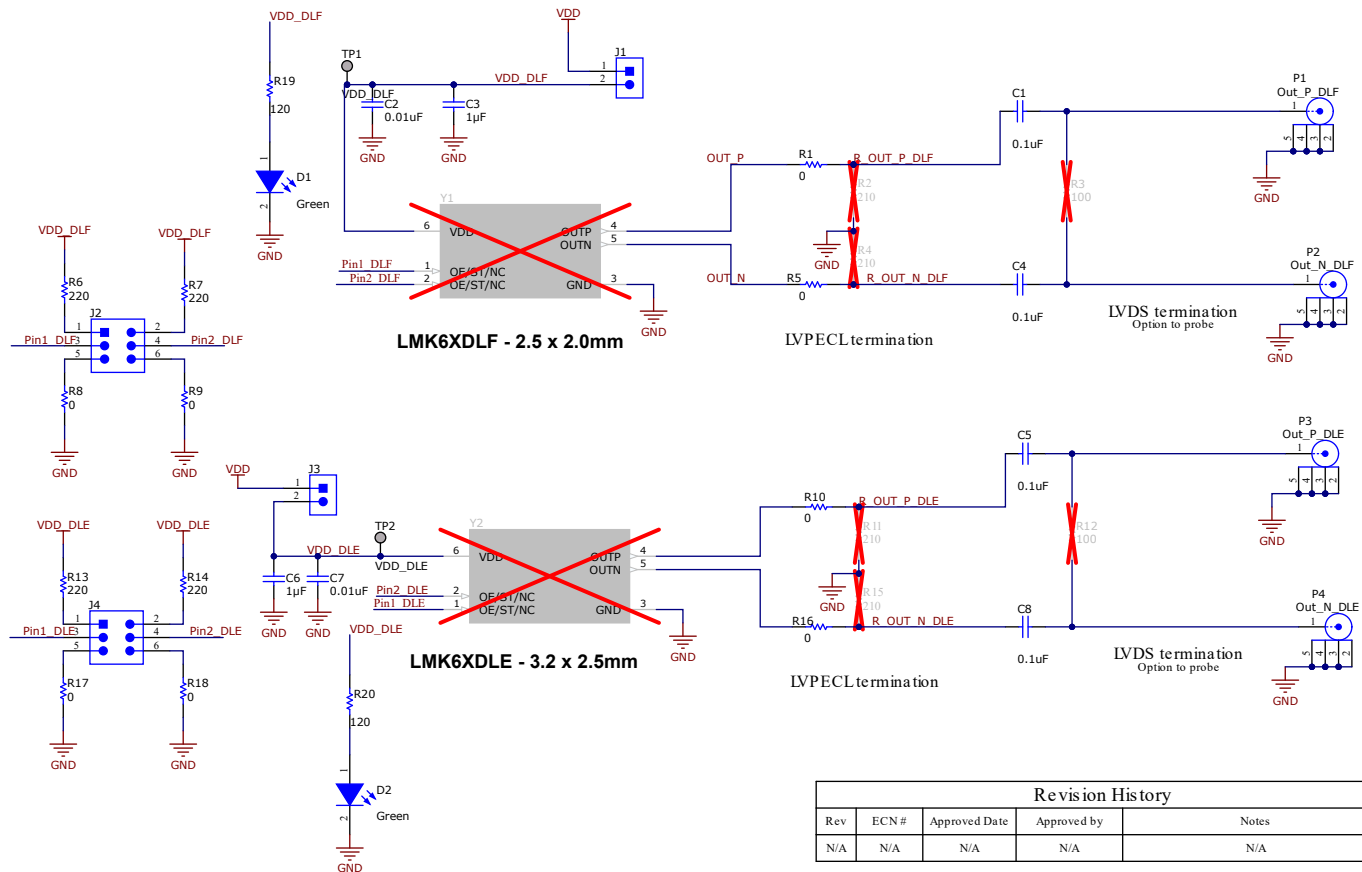 VDD_DLF
R19
120
1
D1
2
Green
GND
TP1
VDD_DLF
C2
0.01uF
GND
C3
1µF
GND
VDD_DLF
VDD
J1
1
2
Y1
6 VDD
OUTP 4
OUTN 5
Pin1_DLF 1 OE/ST/NC
Pin2_DLF 2 OE/ST/NC
GND 3
GND
LMK6XDLF - 2.5 x 2.0mm
OUT_P
R1
0
R_OUT_P_DLF
R2
210
GND
R4
210
OUT_N
R5
0
R_OUT_N_DLF
LVPECL termination
C1
0.1uF
R3
100
C4
0.1uF
LVDS termination
Option to probe
P1
Out_P_DLF
1
5 4 3 2
GND
P2
Out_N_DLF
1
5 4 3 2
GND
VDD_DLF
VDD_DLF
R6
220
R7
220
J2
1 2
Pin1_DLF 3 4 Pin2_DLF
5 6
R8
0
R9
0
GND
GND
VDD
J3
1
2
VDD_DLE
TP2
VDD_DLE
C6
1µF
GND
C7
0.01uF
GND
Y2
6 VDD
OUTP 4
OUTN 5
Pin2_DLE 2 OE/ST/NC
Pin1_DLE 1 OE/ST/NC
GND 3
GND
LMK6XDLE - 3.2 x 2.5mm
R10
0
R_OUT_P_DLE
R11
210
GND
R15
210
R16
0
R_OUT_N_DLE
LVPECL termination
C5
0.1uF
R12
100
C8
0.1uF
LVDS termination
Option to probe
P3
Out_P_DLE
1
5 4 3 2
GND
P4
Out_N_DLE
1
5 4 3 2
GND
VDD_DLE
VDD_DLE
R13
220
R14
220
J4
1 2
Pin1_DLE 3 4 Pin2_DLE
5 6
R17
0
R18
0
GND
GND
VDD_DLE
R20
120
1
D2
2
Green
GND
Revision History
Rev ECN # Approved Date Approved by Notes
N/A N/A N/A N/A N/A